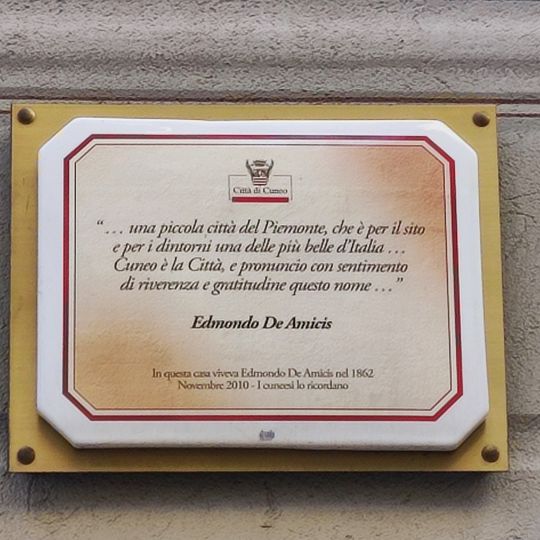 Città di Cuneo
“... una piccola città del Piemonte, che è per il sito
e per i dintorni una delle più belle d’Italia ...
Cuneo è la Città, e pronuncio con sentimento
di riverenza e gratitudine questo nome ...”
Edmondo De Amicis
In questa casa viveva Edmondo De Amicis nel 1862
Novembre 2010 - I cuneesi lo ricordano